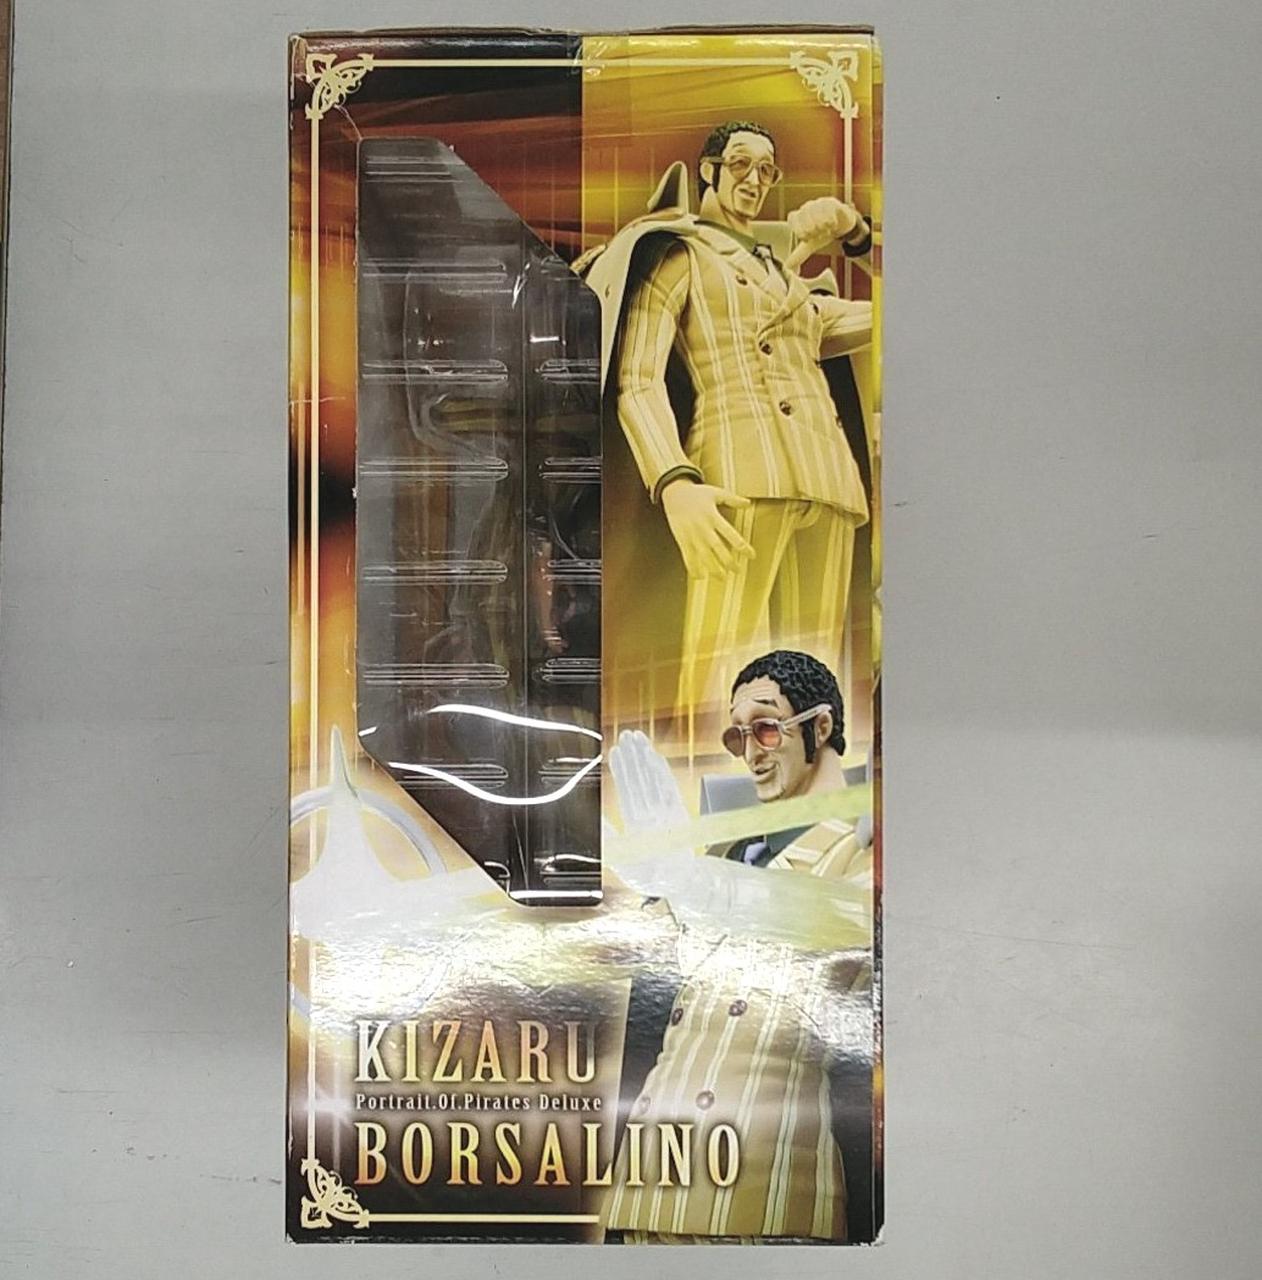 KIZARU
Portrait.Of.Pirates Deluxe
BORSALINO